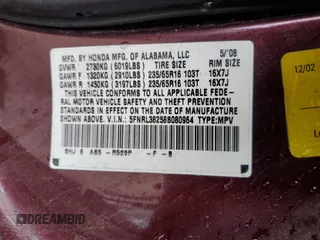 MFD. BY HONDA MFG. OF ALABAMA, LLC 5/'08
GVWR 2730KG (6019LBS) TIRE SIZE RIM SIZE
GAWR F 1320KG (2910LBS) 235/65R16 103T 16X7J
GAWR R 1450KG (3197LBS) 235/65R16 103T 16X7J
THIS VEHICLE CONFORMS TO ALL APPLICABLE FEDE-
RAL MOTOR VEHICLE SAFETY AND THEFT PREVENTION
STANDARDS IN EFFECT ON THE DATE OF MANUFACTURE
SHOWN ABOVE. V.I.N: 5FNRL38258B080964 TYPE:MPV
SHJ A A85 R529P -F -B
12/02
DREAMBID